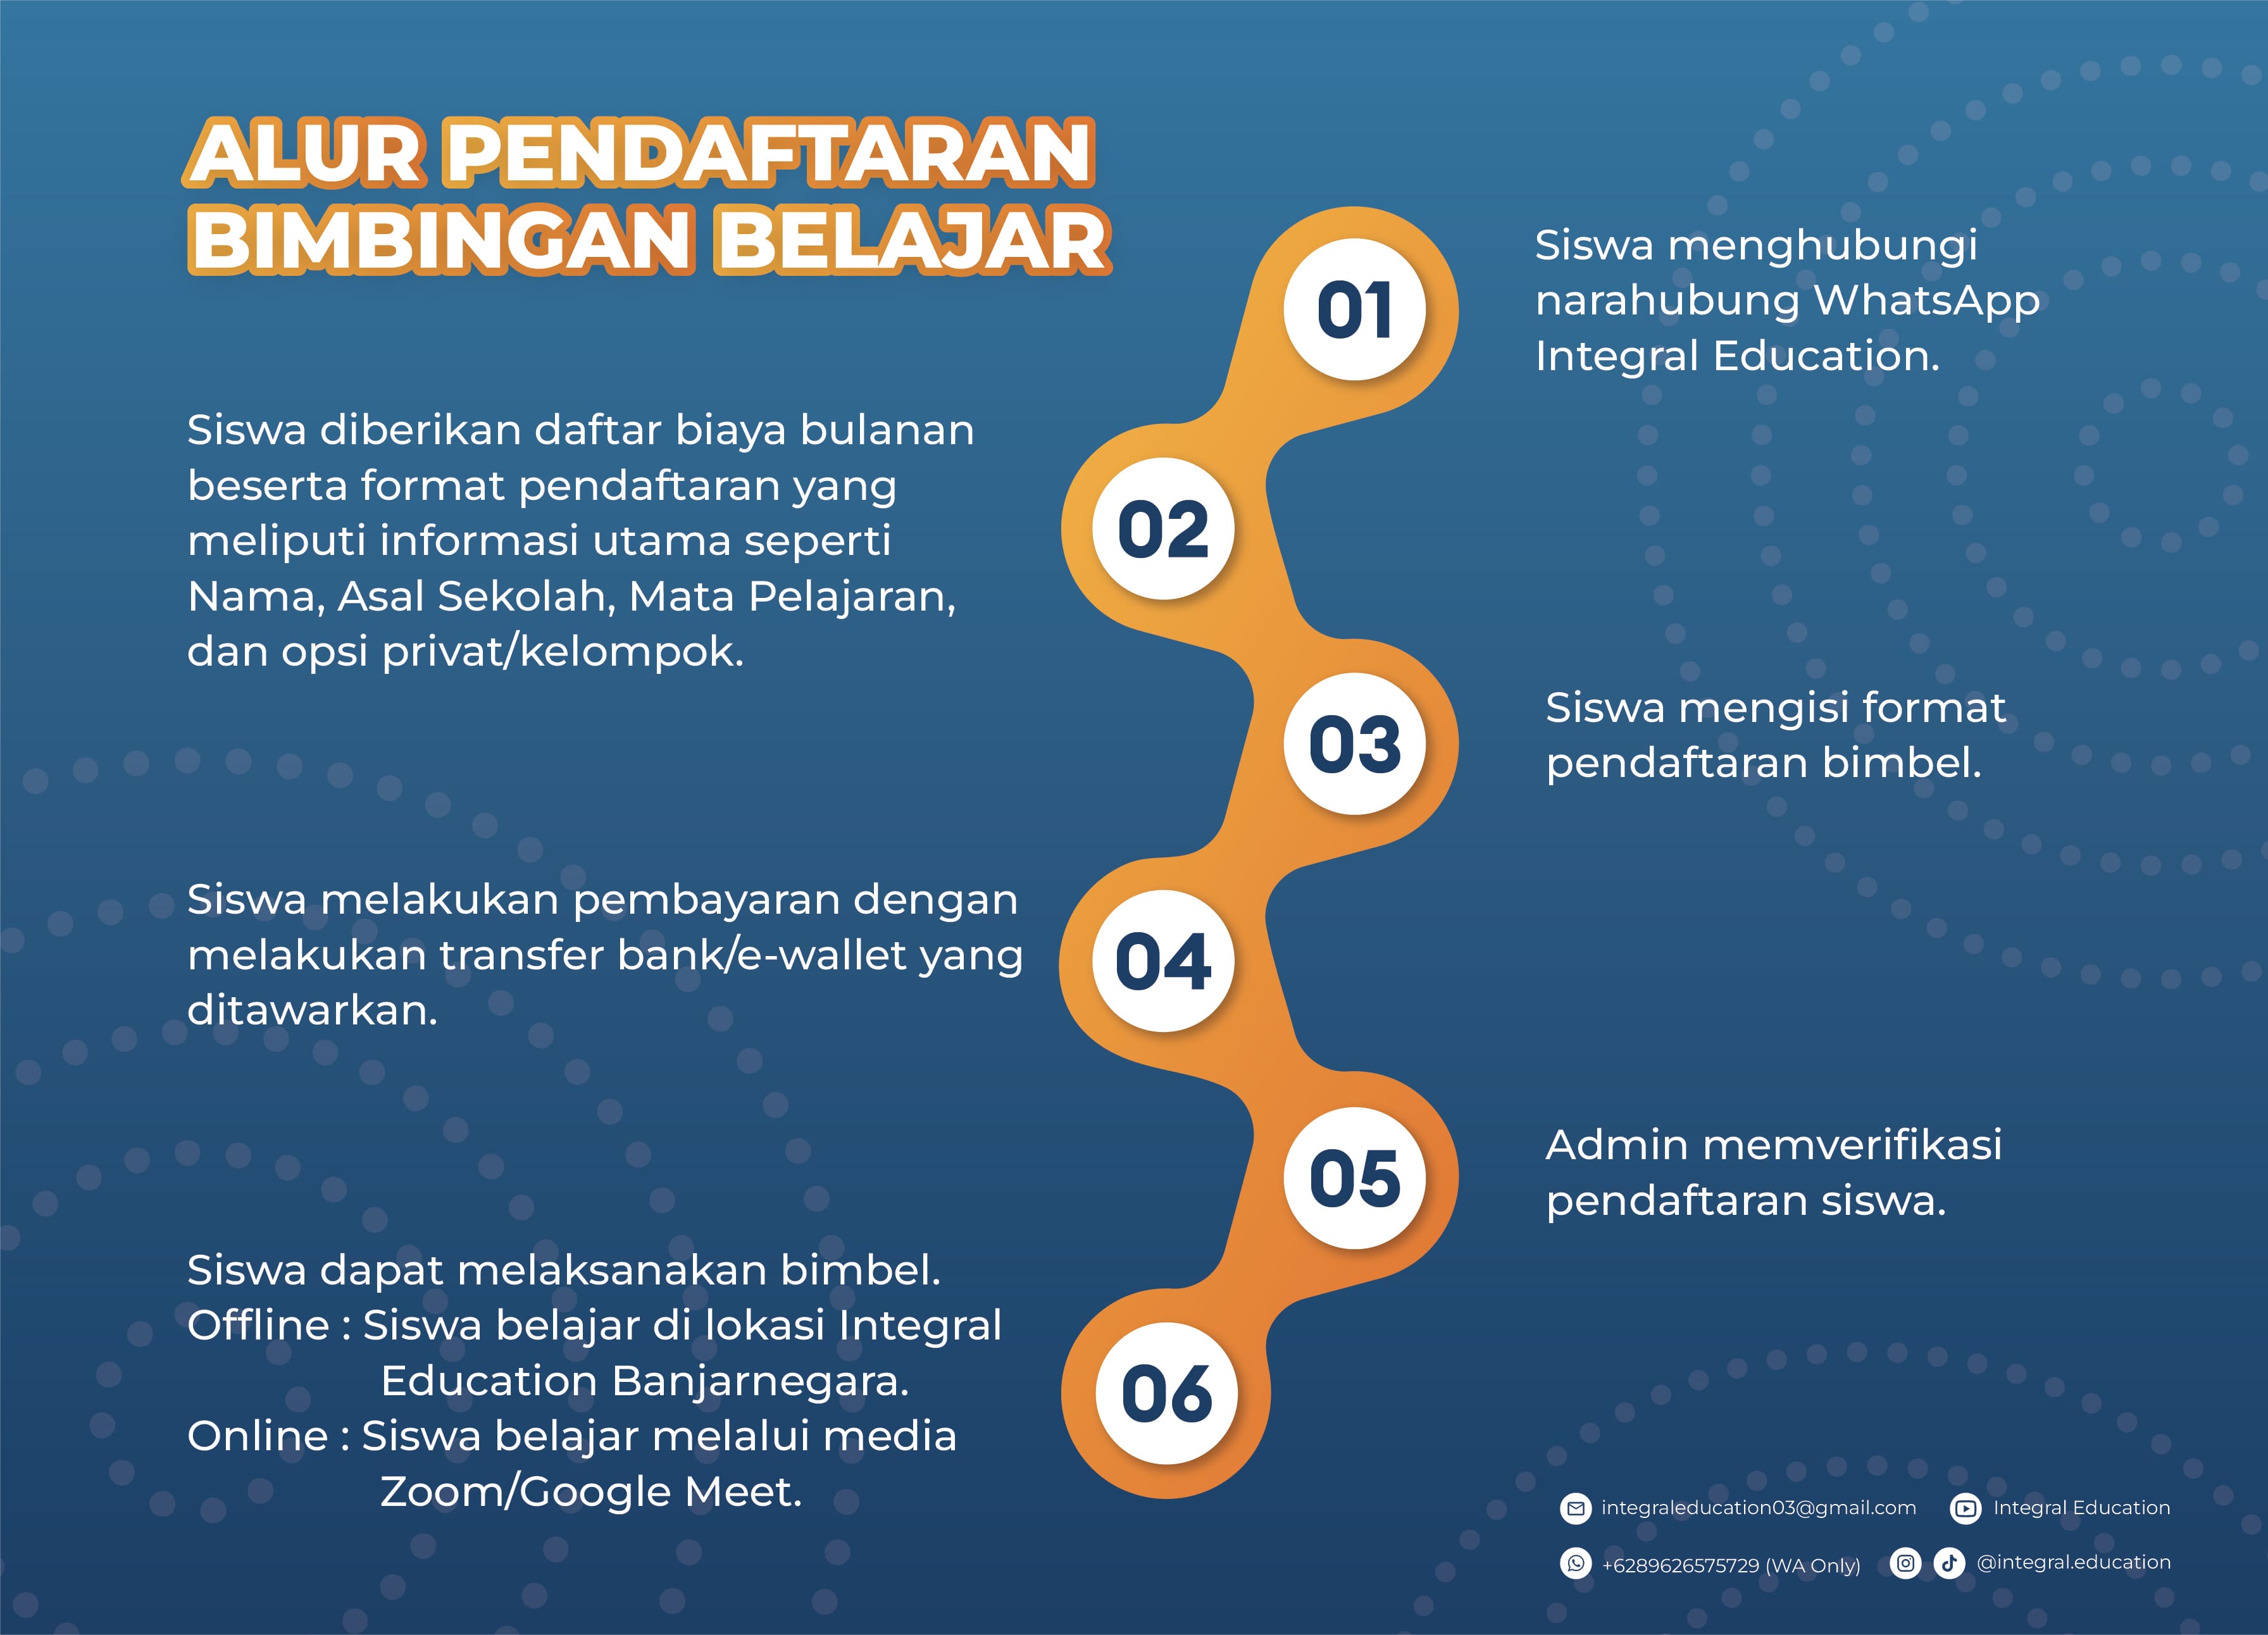 ALUR PENDAFTARAN
BIMBINGAN BELAJAR
01
Siswa menghubungi
narahubung WhatsApp
Integral Education.
02
Siswa diberikan daftar biaya bulanan
beserta format pendaftaran yang
meliputi informasi utama seperti
Nama, Asal Sekolah, Mata Pelajaran,
dan opsi privat/kelompok.
03
Siswa mengisi format
pendaftaran bimbel.
04
Siswa melakukan pembayaran dengan
melakukan transfer bank/e-wallet yang
ditawarkan.
05
Admin memverifikasi
pendaftaran siswa.
06
Siswa dapat melaksanakan bimbel.
Offline : Siswa belajar di lokasi Integral
Education Banjarnegara.
Online : Siswa belajar melalui media
Zoom/Google Meet.
integraleducation03@gmail.com
Integral Education
+6289626575729 (WA Only)
@integral.education